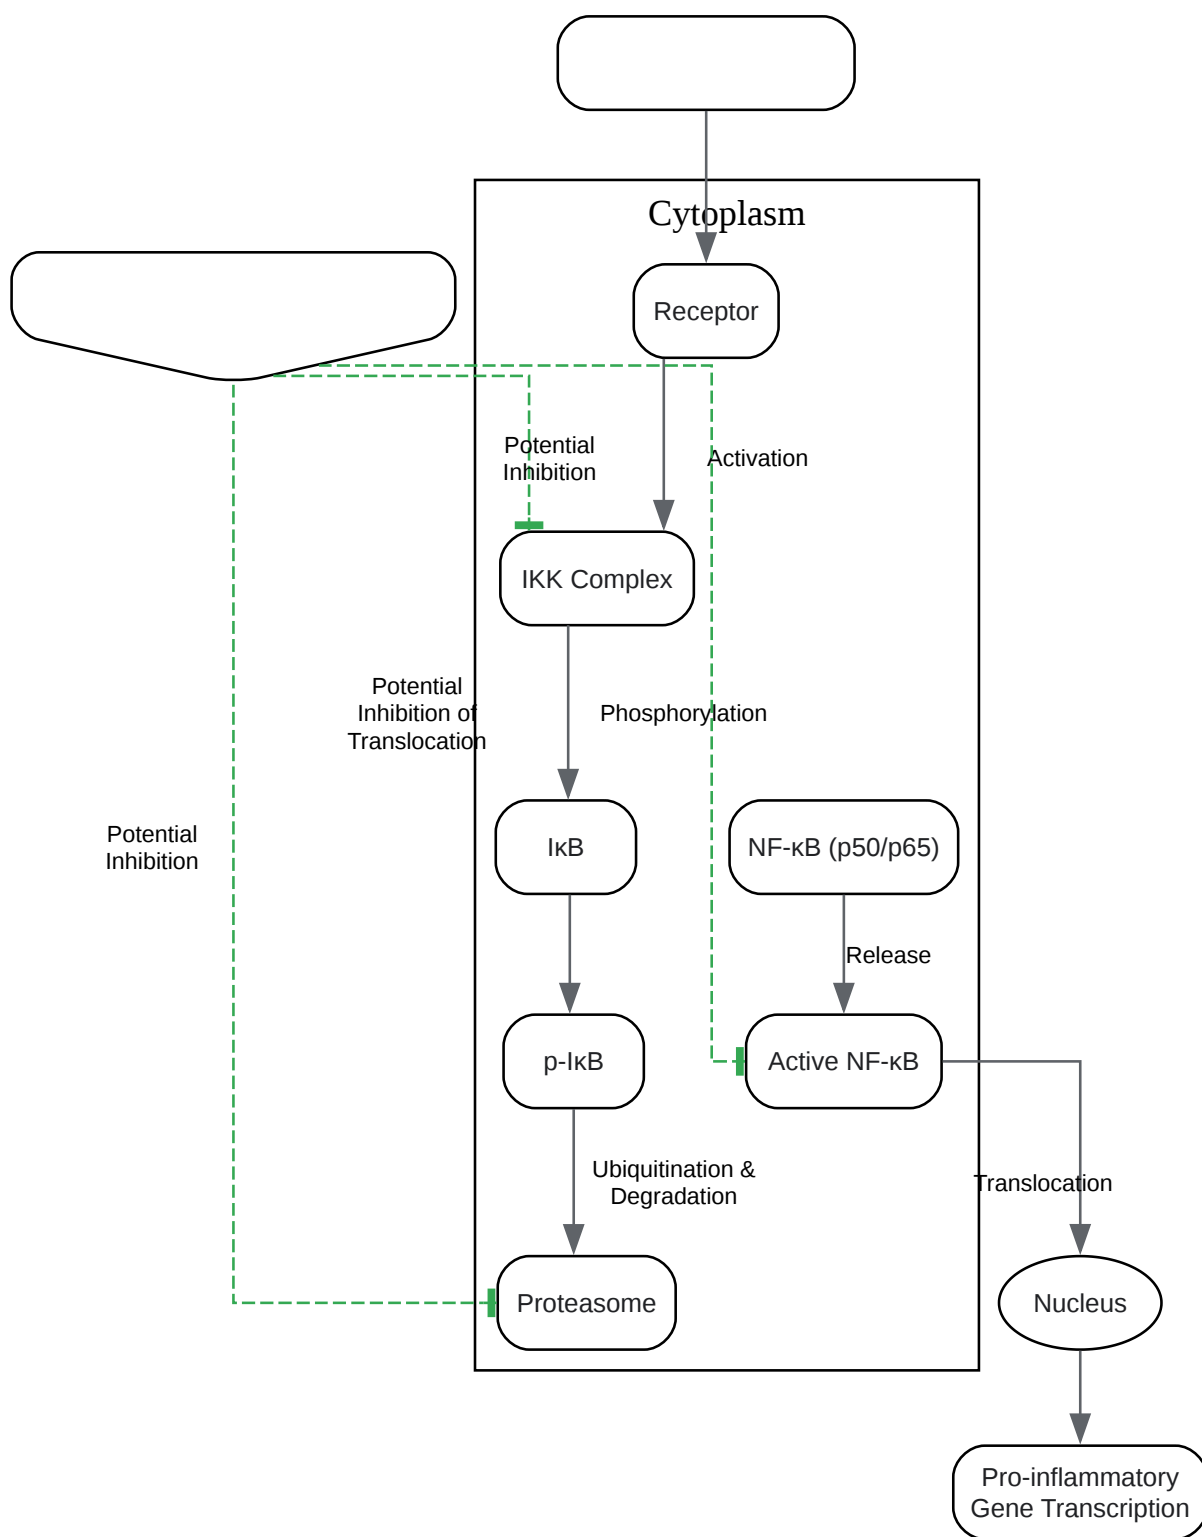 Cytoplasm
Receptor
Potential
Inhibition
Activation
IKK Complex
Potential
Inhibition of
Translocation
Phosphorylation
Potential
Inhibition
IκB
NF-κB (p50/p65)
Release
p-IκB
Active NF-κB
Ubiquitination &
Degradation
Translocation
Proteasome
Nucleus
Pro-inflammatory
Gene Transcription